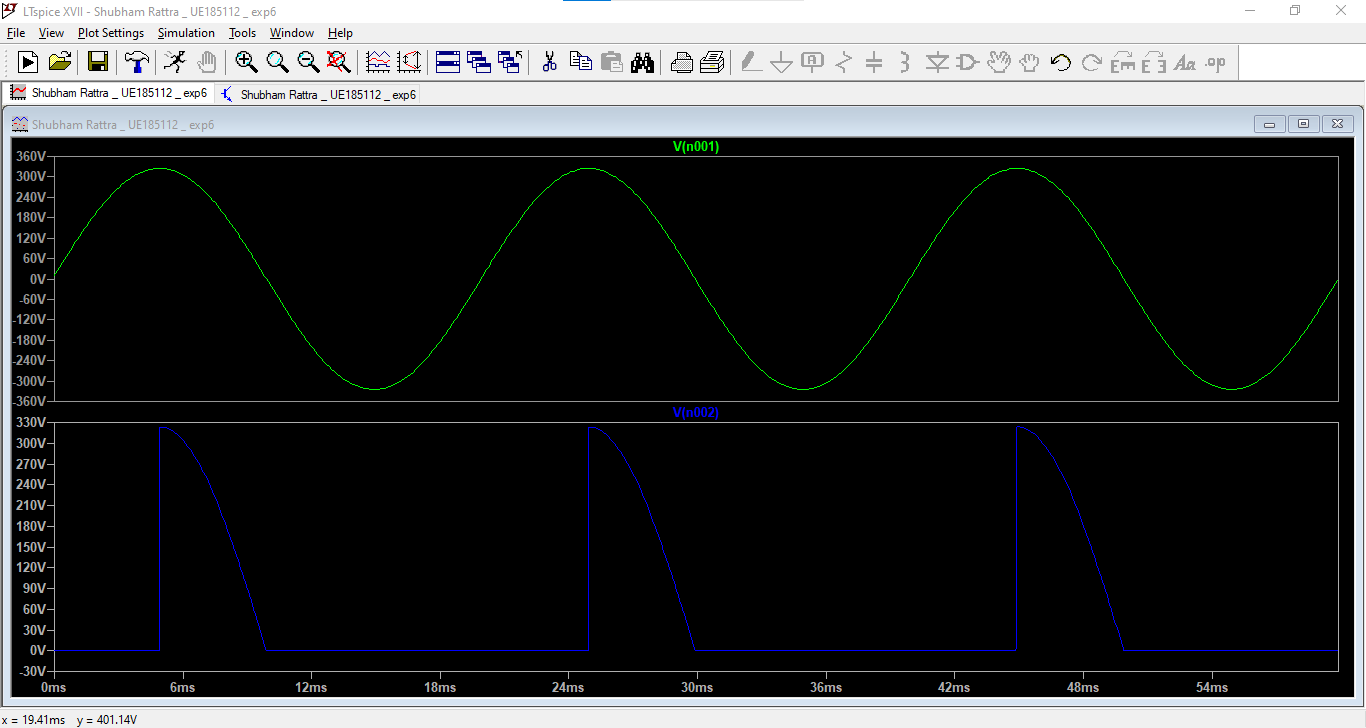 LTspice XVII - Shubham Rattra _ UE185112 _ exp6
File View Plot Settings Simulation Tools Window Help
Shubham Rattra _ UE185112 _ exp6 Shubham Rattra _ UE185112 _ exp6
Shubham Rattra _ UE185112 _ exp6
V(n001)
360V
300V
240V
180V
120V
60V
0V
-60V
-120V
-180V
-240V
-300V
-360V
V(n002)
330V
300V
270V
240V
210V
180V
150V
120V
90V
60V
30V
0V
-30V
0ms 6ms 12ms 18ms 24ms 30ms 36ms 42ms 48ms 54ms
x = 19.41ms y = 401.14V